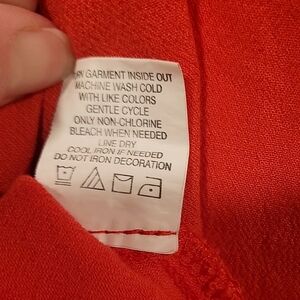 GARMENT INSIDE OUT
MACHINE WASH COLD
WITH LIKE COLORS
GENTLE CYCLE
ONLY NON-CHLORINE
BLEACH WHEN NEEDED
LINE DRY
COOL IRON IF NEEDED
DO NOT IRON DECORATION